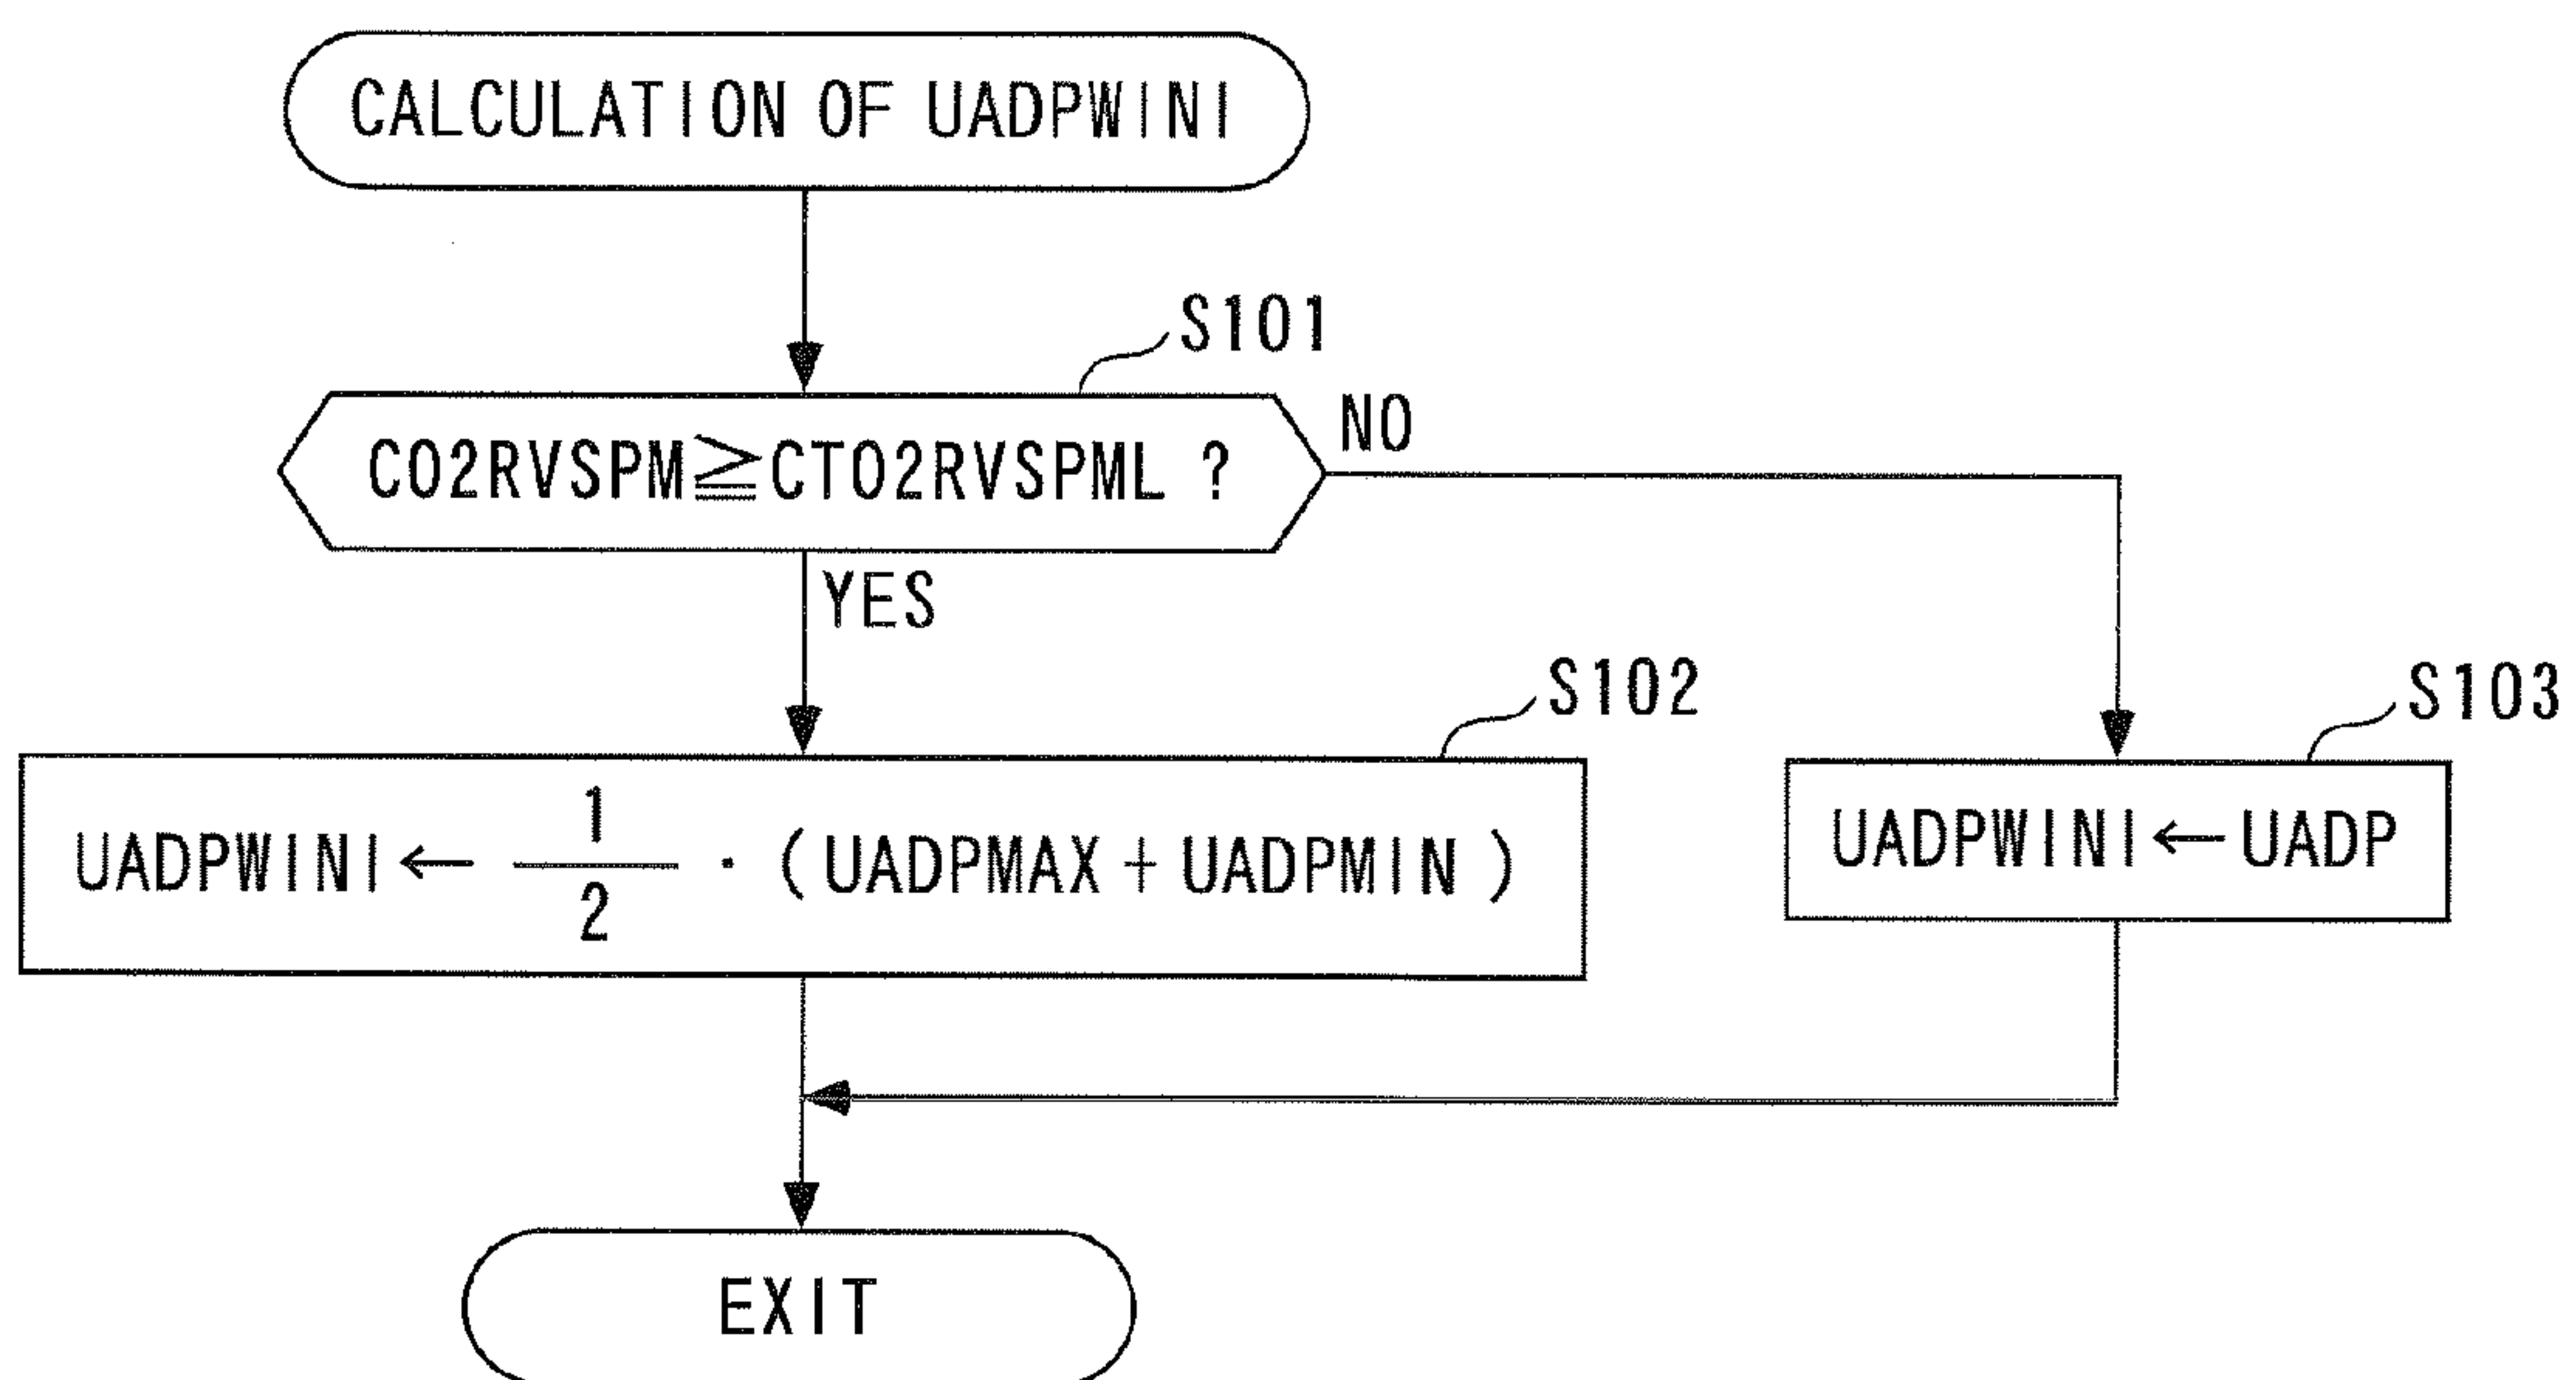 CALCULATION OF UADPWINI
S101
CO2RVSPM≧CTO2RVSPML ?
NO
YES
S102
S103
UADPWINI← 1/2 · (UADPMAX + UADPMIN )
UADPWINI←UADP
EXIT